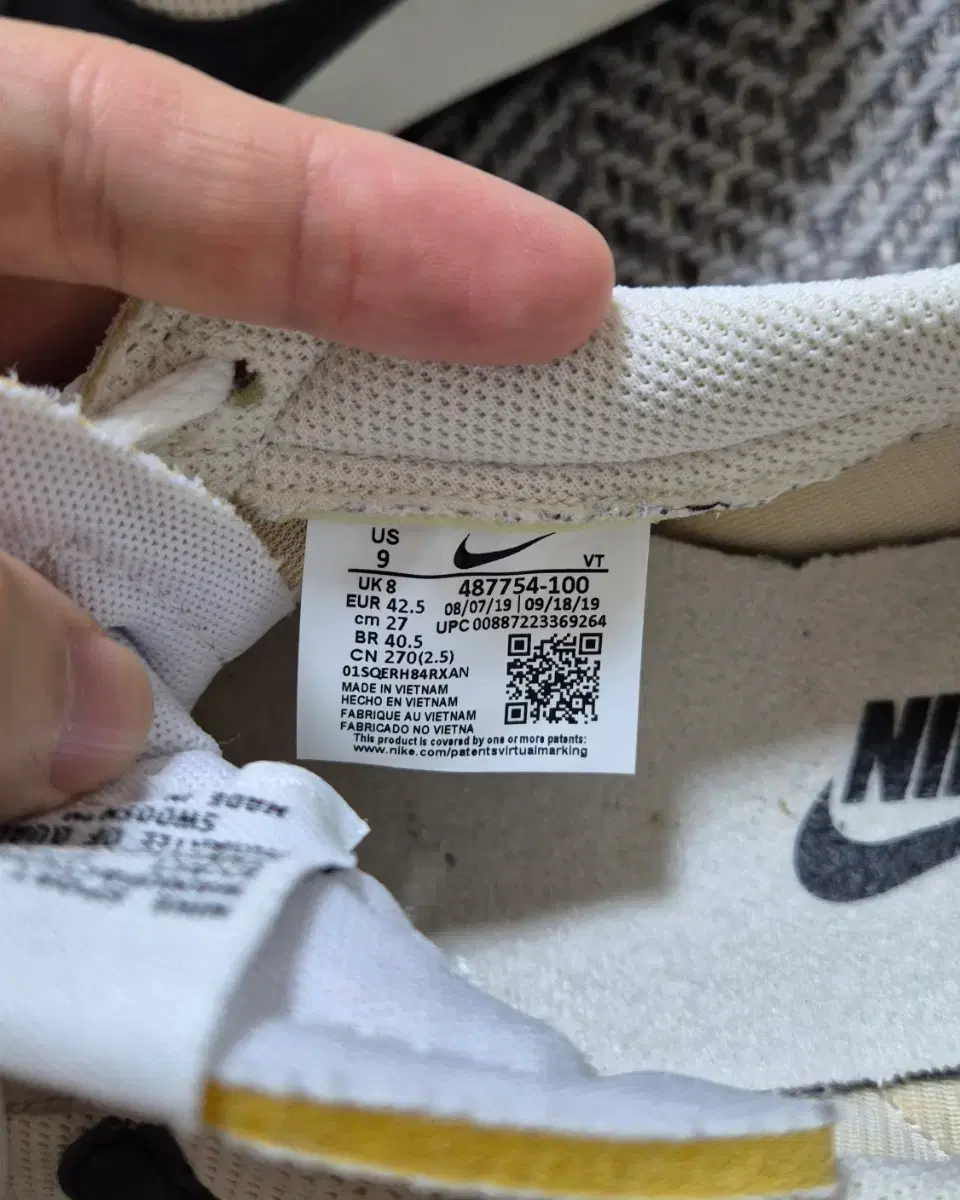 US
9
VT
UK 8
487754-100
EUR 42.5
08/07/19 | 09/18/19
cm 27
UPC 00887223369264
BR 40.5
CN 270(2.5)
01SQERH84RXAN
MADE IN VIETNAM
HECHO EN VIETNAM
FABRIQUE AU VIETNAM
FABRICADO NO VIETNA
This product is covered by one or more patents:
www.nike.com/patentsvirtualmarking
MADE